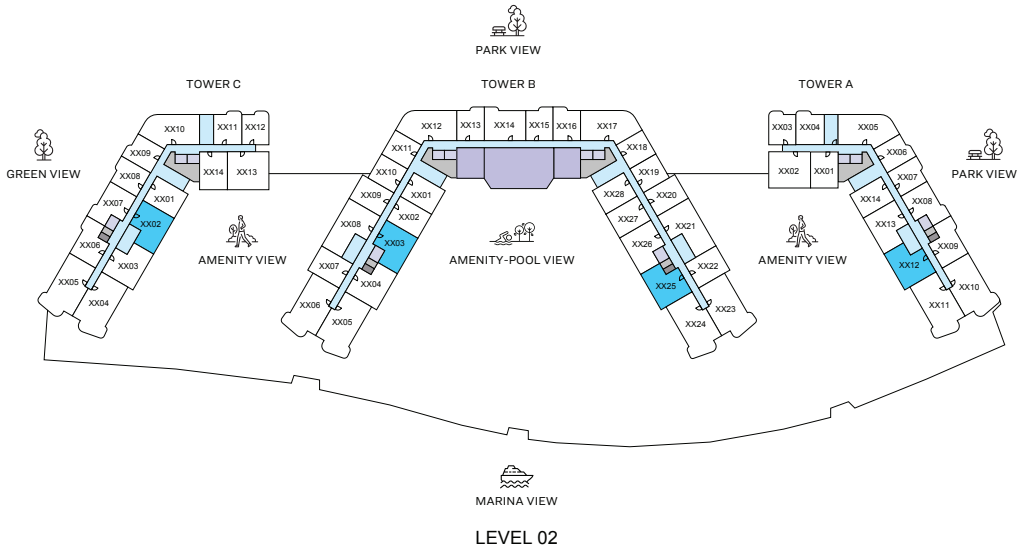 PARK VIEW
TOWER C
TOWER B
TOWER A
GREEN VIEW
PARK VIEW
XX10
XX11
XX12
XX09
XX08
XX07
XX06
XX05
XX04
XX03
XX02
XX01
XX14
XX13
AMENITY VIEW
XX12
XX13
XX14
XX15
XX16
XX17
XX11
XX10
XX09
XX08
XX07
XX06
XX05
XX04
XX03
XX02
XX01
XX18
XX19
XX20
XX21
XX22
XX23
XX24
XX25
XX26
XX27
XX28
AMENITY-POOL VIEW
XX03
XX04
XX05
XX02
XX01
XX06
XX07
XX08
XX09
XX10
XX11
XX12
XX13
XX14
AMENITY VIEW
MARINA VIEW
LEVEL 02